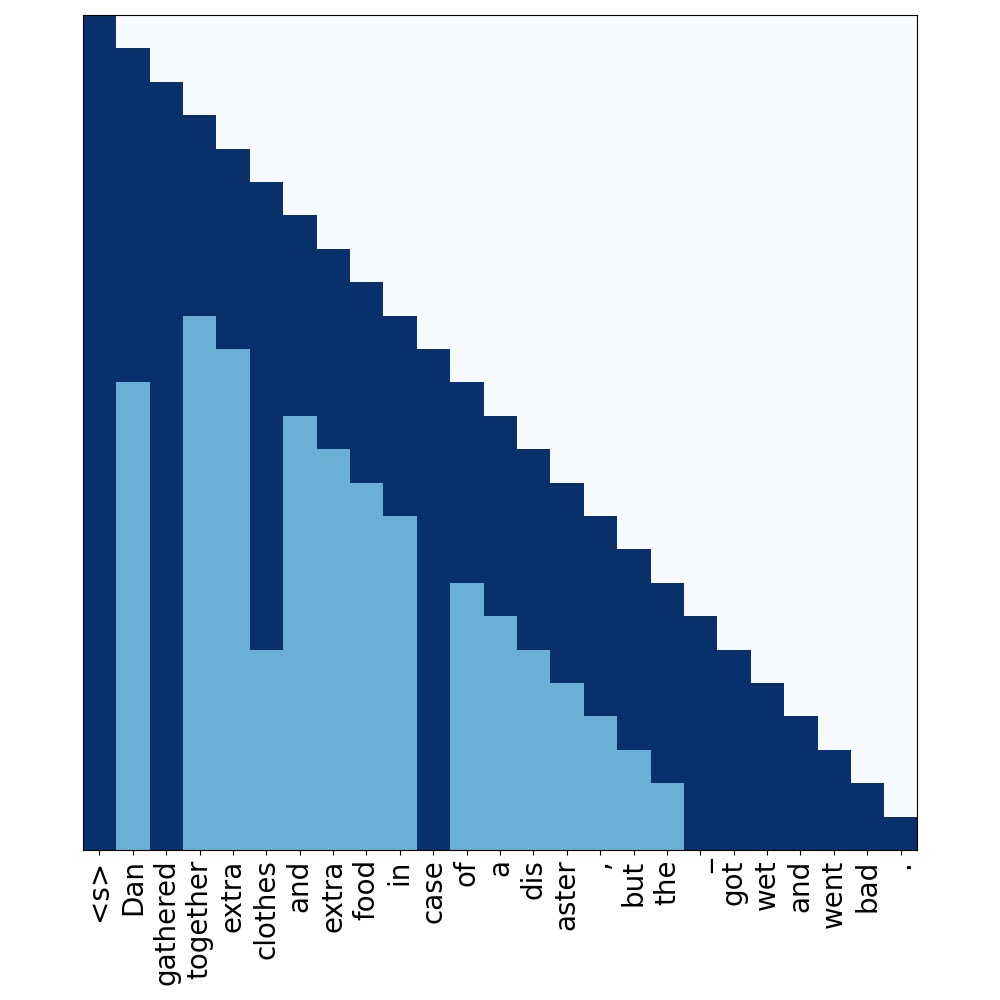 <s> Dan gathered together extra clothes and extra food in case of a dis aster , but the _ got wet and went bad .